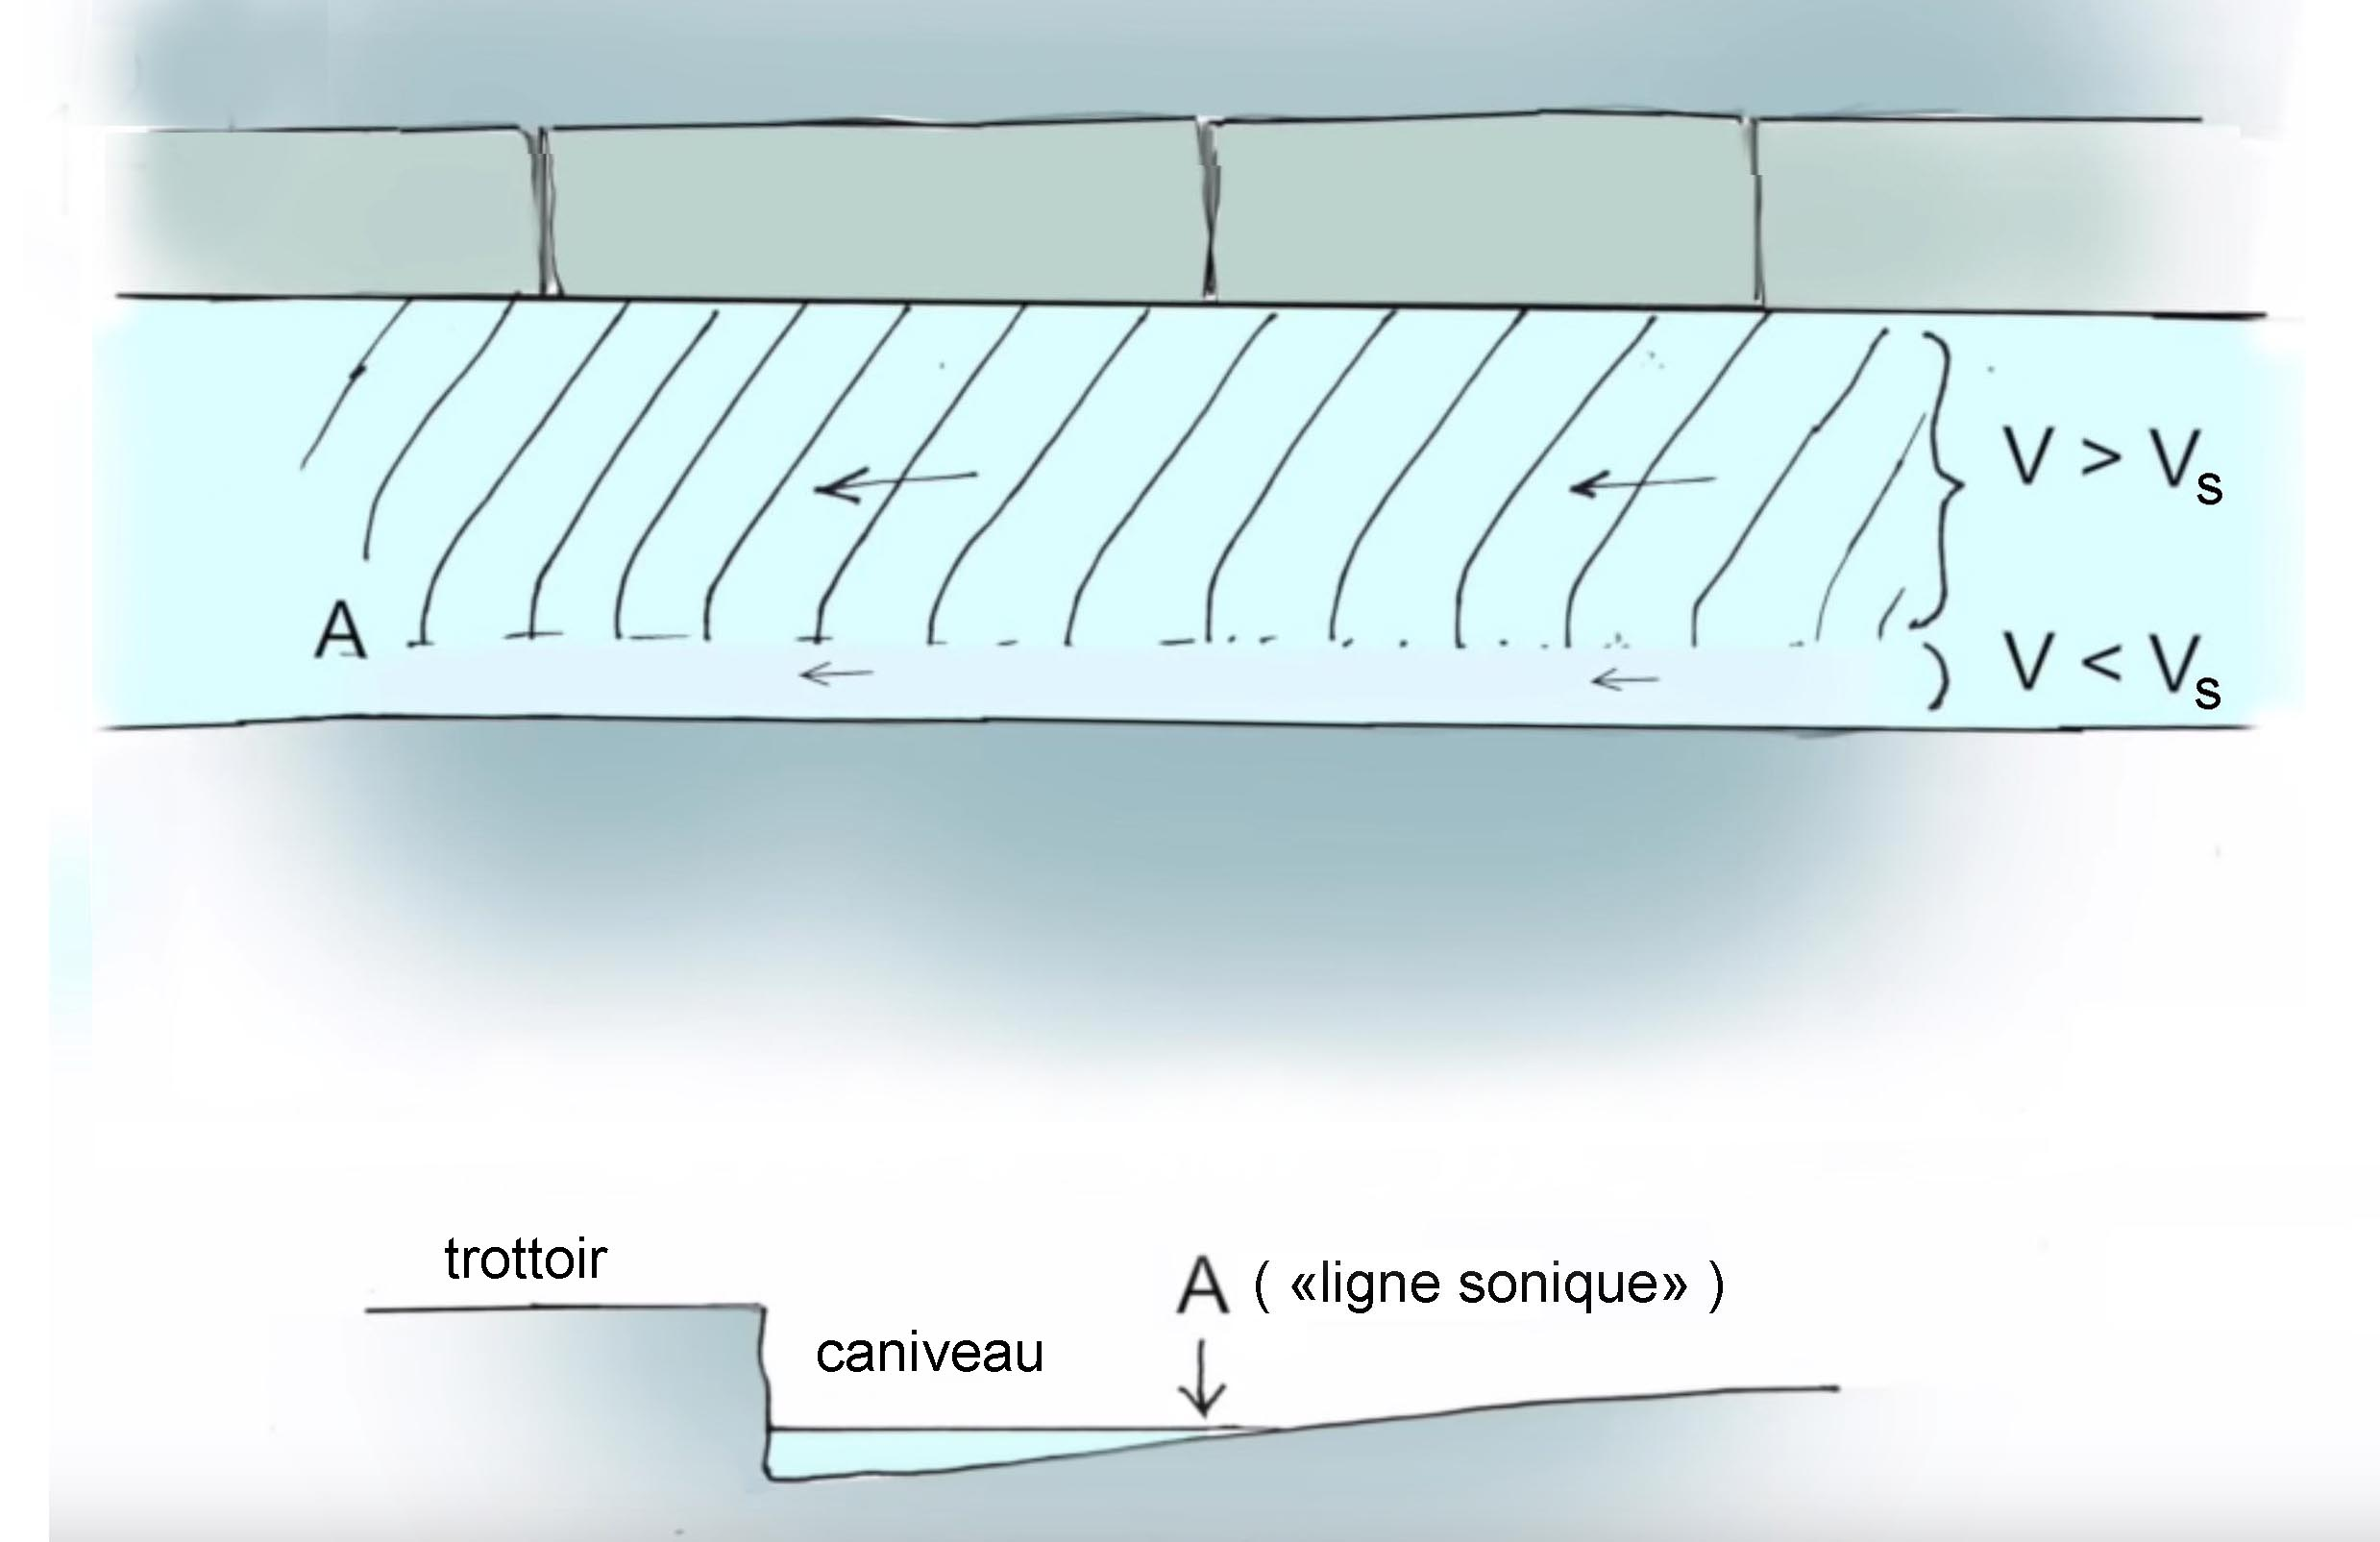 V > Vs
A
V < Vs
trottoir
A ( «ligne sonique» )
caniveau